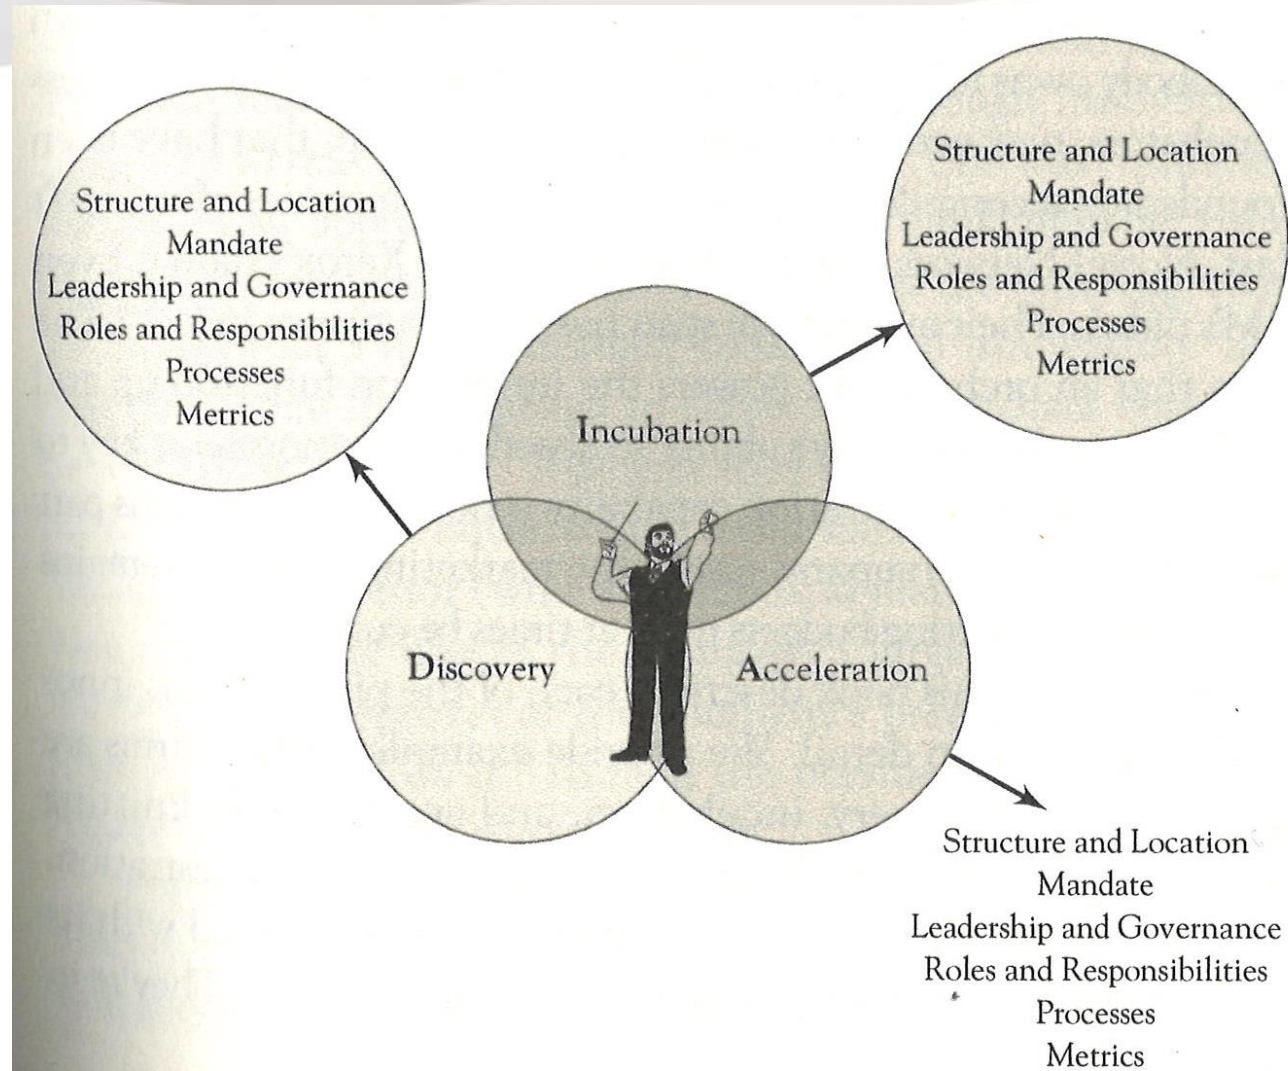 Structure and Location
Mandate
Leadership and Governance
Roles and Responsibilities
Processes
Metrics
Structure and Location
Mandate
Leadership and Governance
Roles and Responsibilities
Processes
Metrics
Incubation
Discovery
Acceleration
Structure and Location
Mandate
Leadership and Governance
Roles and Responsibilities
Processes
Metrics